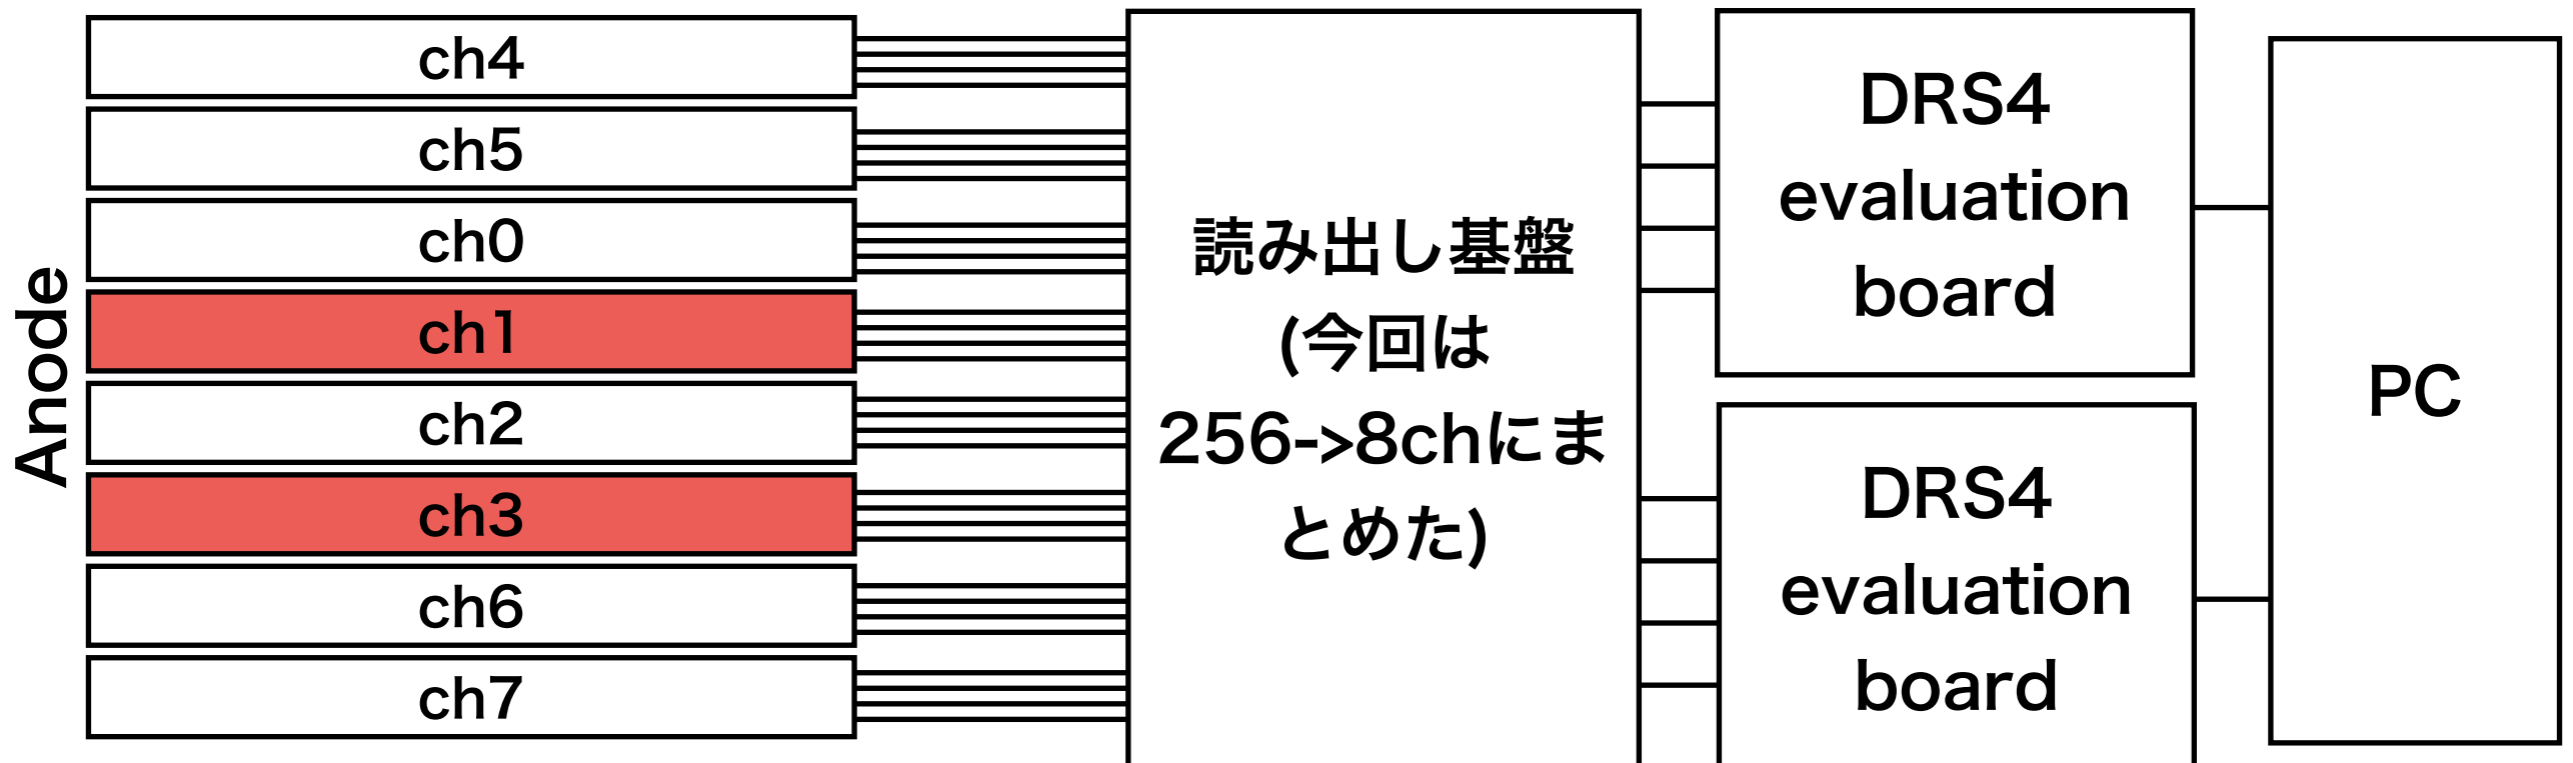 Anode
ch4
ch5
ch0
ch1
ch2
ch3
ch6
ch7
読み出し基盤
(今回は
256->8chにま
とめた)
DRS4
evaluation
board
DRS4
evaluation
board
PC